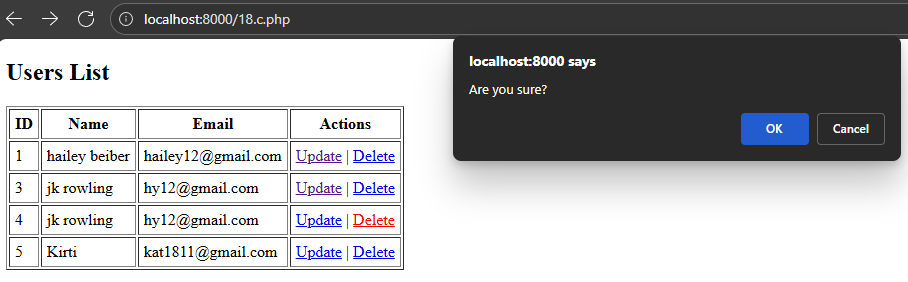 localhost:8000/18.c.php
localhost:8000 says
Are you sure?
OK Cancel
Users List
ID Name Email Actions
1 hailey beiber hailey12@gmail.com Update | Delete
3 jk rowling hy12@gmail.com Update | Delete
4 jk rowling hy12@gmail.com Update | Delete
5 Kirti kat1811@gmail.com Update | Delete